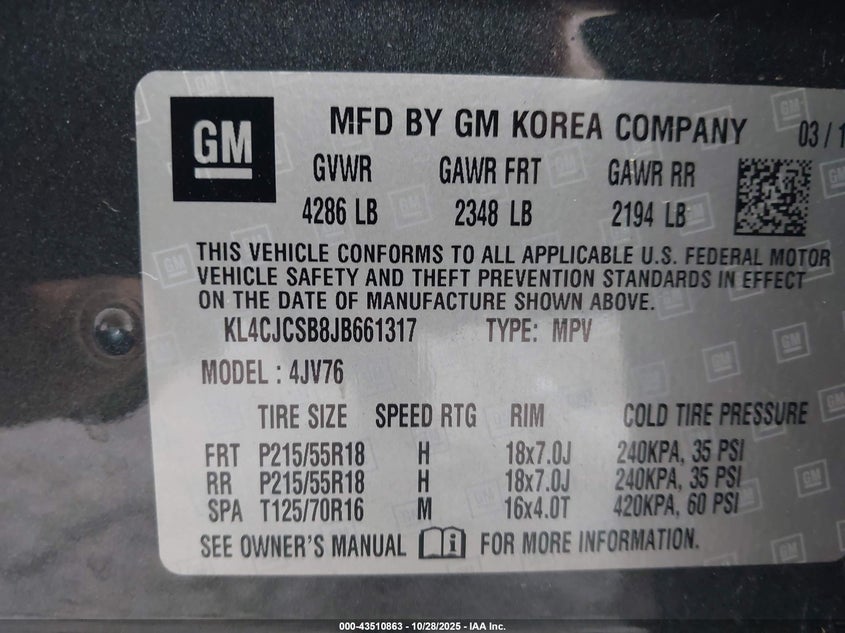 GM
MFD BY GM KOREA COMPANY 03 / 1
GVWR GAWR FRT GAWR RR
4286 LB 2348 LB 2194 LB
THIS VEHICLE CONFORMS TO ALL APPLICABLE U.S. FEDERAL MOTOR
VEHICLE SAFETY AND THEFT PREVENTION STANDARDS IN EFFECT
ON THE DATE OF MANUFACTURE SHOWN ABOVE.
KL4CJCSB8JB661317 TYPE: MPV
MODEL : 4JV76
TIRE SIZE SPEED RTG RIM COLD TIRE PRESSURE
FRT P215/55R18 H 18x7.0J 240KPA, 35 PSI
RR P215/55R18 H 18x7.0J 240KPA, 35 PSI
SPA T125/70R16 M 16x4.0T 420KPA, 60 PSI
SEE OWNER'S MANUAL i FOR MORE INFORMATION.
000-43510863 - 10/28/2025 - IAA Inc.